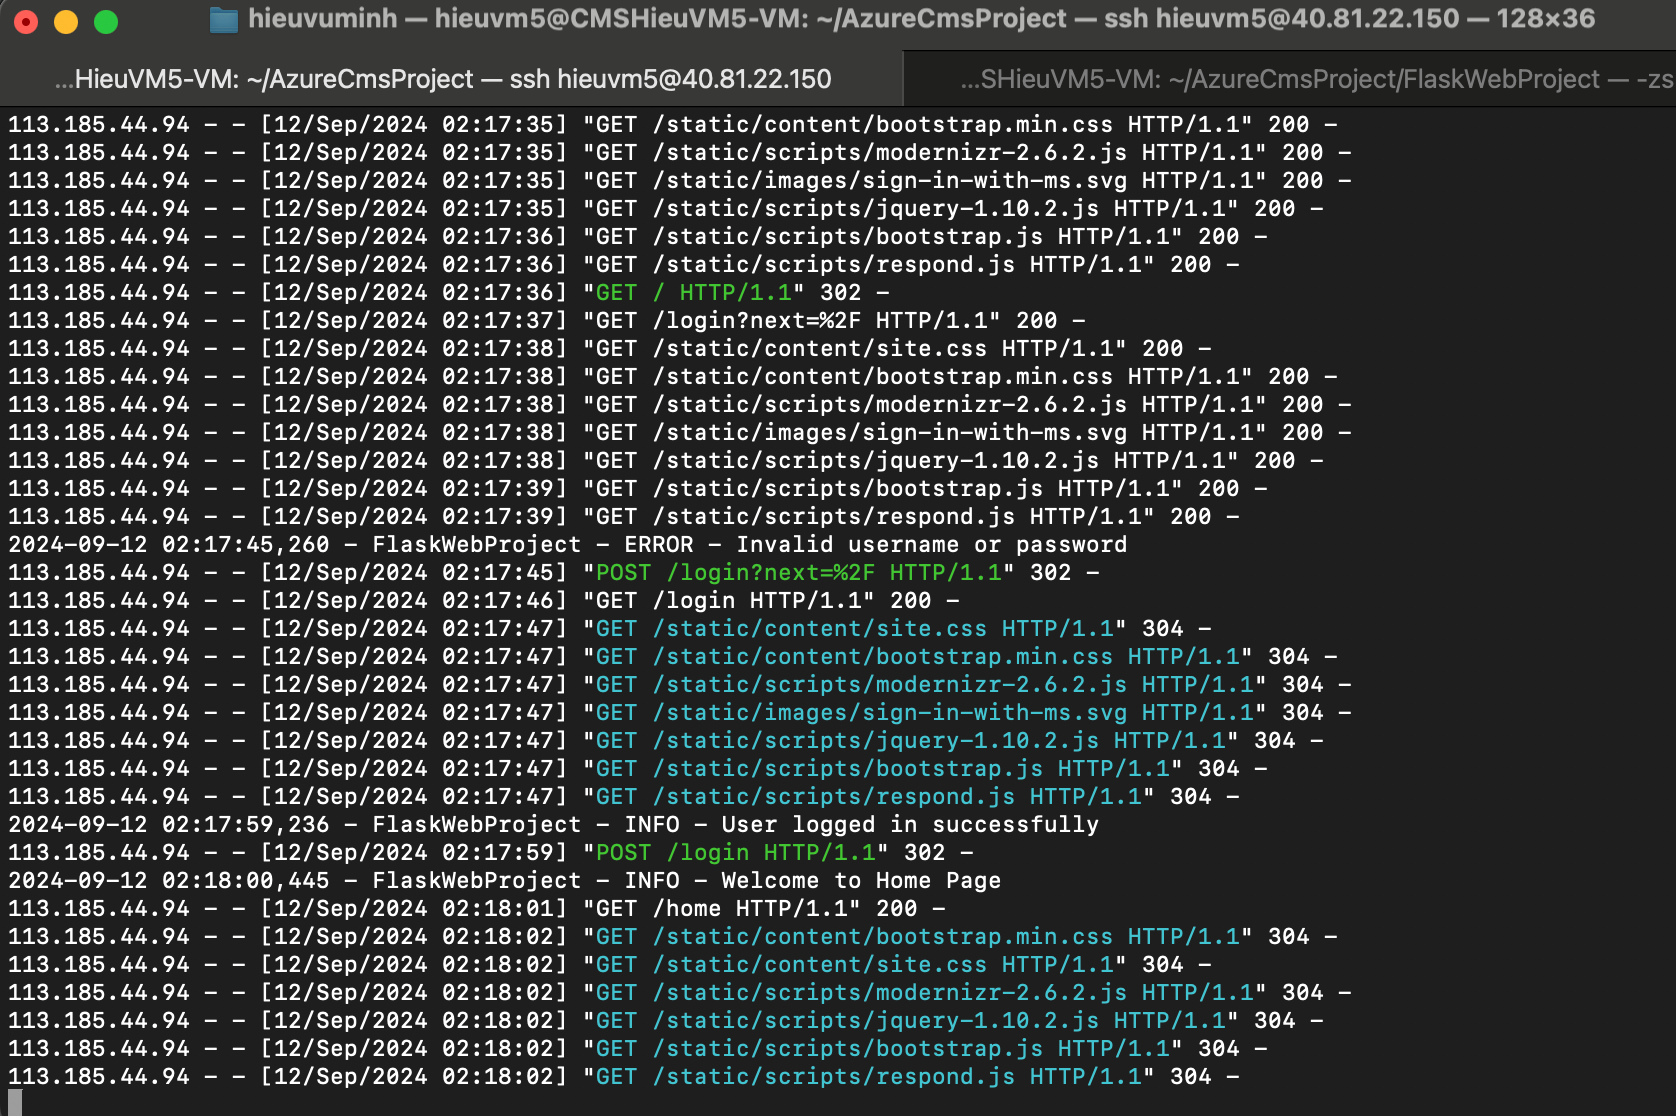 hieuvuminh — hieuvm5@CMSHieuVM5-VM: ~/AzureCmsProject — ssh hieuvm5@40.81.22.150 — 128×36
...HieuVM5-VM: ~/AzureCmsProject — ssh hieuvm5@40.81.22.150
...SHieuVM5-VM: ~/AzureCmsProject/FlaskWebProject — -zs
113.185.44.94 - - [12/Sep/2024 02:17:35] "GET /static/content/bootstrap.min.css HTTP/1.1" 200 -
113.185.44.94 - - [12/Sep/2024 02:17:35] "GET /static/scripts/modernizr-2.6.2.js HTTP/1.1" 200 -
113.185.44.94 - - [12/Sep/2024 02:17:35] "GET /static/images/sign-in-with-ms.svg HTTP/1.1" 200 -
113.185.44.94 - - [12/Sep/2024 02:17:35] "GET /static/scripts/jquery-1.10.2.js HTTP/1.1" 200 -
113.185.44.94 - - [12/Sep/2024 02:17:36] "GET /static/scripts/bootstrap.js HTTP/1.1" 200 -
113.185.44.94 - - [12/Sep/2024 02:17:36] "GET /static/scripts/respond.js HTTP/1.1" 200 -
113.185.44.94 - - [12/Sep/2024 02:17:36] "GET / HTTP/1.1" 302 -
113.185.44.94 - - [12/Sep/2024 02:17:37] "GET /login?next=%2F HTTP/1.1" 200 -
113.185.44.94 - - [12/Sep/2024 02:17:38] "GET /static/content/site.css HTTP/1.1" 200 -
113.185.44.94 - - [12/Sep/2024 02:17:38] "GET /static/content/bootstrap.min.css HTTP/1.1" 200 -
113.185.44.94 - - [12/Sep/2024 02:17:38] "GET /static/scripts/modernizr-2.6.2.js HTTP/1.1" 200 -
113.185.44.94 - - [12/Sep/2024 02:17:38] "GET /static/images/sign-in-with-ms.svg HTTP/1.1" 200 -
113.185.44.94 - - [12/Sep/2024 02:17:38] "GET /static/scripts/jquery-1.10.2.js HTTP/1.1" 200 -
113.185.44.94 - - [12/Sep/2024 02:17:39] "GET /static/scripts/bootstrap.js HTTP/1.1" 200 -
113.185.44.94 - - [12/Sep/2024 02:17:39] "GET /static/scripts/respond.js HTTP/1.1" 200 -
2024-09-12 02:17:45,260 - FlaskWebProject - ERROR - Invalid username or password
113.185.44.94 - - [12/Sep/2024 02:17:45] "POST /login?next=%2F HTTP/1.1" 302 -
113.185.44.94 - - [12/Sep/2024 02:17:46] "GET /login HTTP/1.1" 200 -
113.185.44.94 - - [12/Sep/2024 02:17:47] "GET /static/content/site.css HTTP/1.1" 304 -
113.185.44.94 - - [12/Sep/2024 02:17:47] "GET /static/content/bootstrap.min.css HTTP/1.1" 304 -
113.185.44.94 - - [12/Sep/2024 02:17:47] "GET /static/scripts/modernizr-2.6.2.js HTTP/1.1" 304 -
113.185.44.94 - - [12/Sep/2024 02:17:47] "GET /static/images/sign-in-with-ms.svg HTTP/1.1" 304 -
113.185.44.94 - - [12/Sep/2024 02:17:47] "GET /static/scripts/jquery-1.10.2.js HTTP/1.1" 304 -
113.185.44.94 - - [12/Sep/2024 02:17:47] "GET /static/scripts/bootstrap.js HTTP/1.1" 304 -
113.185.44.94 - - [12/Sep/2024 02:17:47] "GET /static/scripts/respond.js HTTP/1.1" 304 -
2024-09-12 02:17:59,236 - FlaskWebProject - INFO - User logged in successfully
113.185.44.94 - - [12/Sep/2024 02:17:59] "POST /login HTTP/1.1" 302 -
2024-09-12 02:18:00,445 - FlaskWebProject - INFO - Welcome to Home Page
113.185.44.94 - - [12/Sep/2024 02:18:01] "GET /home HTTP/1.1" 200 -
113.185.44.94 - - [12/Sep/2024 02:18:02] "GET /static/content/bootstrap.min.css HTTP/1.1" 304 -
113.185.44.94 - - [12/Sep/2024 02:18:02] "GET /static/content/site.css HTTP/1.1" 304 -
113.185.44.94 - - [12/Sep/2024 02:18:02] "GET /static/scripts/modernizr-2.6.2.js HTTP/1.1" 304 -
113.185.44.94 - - [12/Sep/2024 02:18:02] "GET /static/scripts/jquery-1.10.2.js HTTP/1.1" 304 -
113.185.44.94 - - [12/Sep/2024 02:18:02] "GET /static/scripts/bootstrap.js HTTP/1.1" 304 -
113.185.44.94 - - [12/Sep/2024 02:18:02] "GET /static/scripts/respond.js HTTP/1.1" 304 -